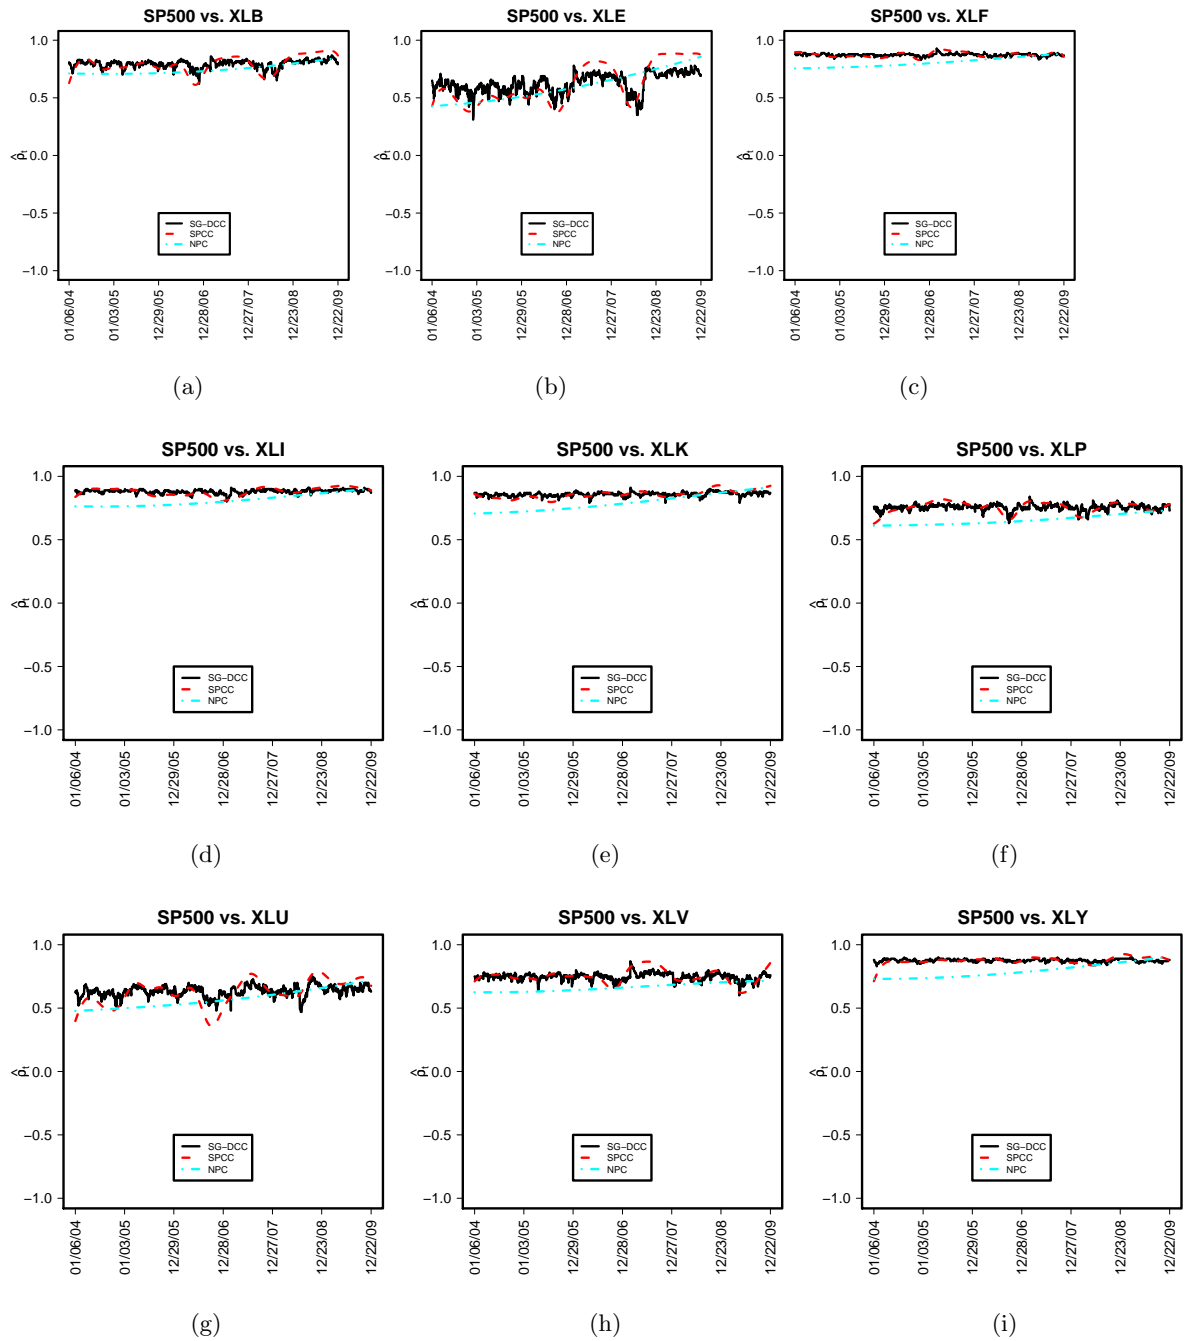 SP500 vs. XLB
1.0
0.5
0.0
−0.5
−1.0
ρ̂t
SG−DCC
SPCC
NPC
01/06/04
01/03/05
12/29/05
12/28/06
12/27/07
12/23/08
12/22/09
(a)
SP500 vs. XLE
1.0
0.5
0.0
−0.5
−1.0
ρ̂t
SG−DCC
SPCC
NPC
01/06/04
01/03/05
12/29/05
12/28/06
12/27/07
12/23/08
12/22/09
(b)
SP500 vs. XLF
1.0
0.5
0.0
−0.5
−1.0
ρ̂t
SG−DCC
SPCC
NPC
01/06/04
01/03/05
12/29/05
12/28/06
12/27/07
12/23/08
12/22/09
(c)
SP500 vs. XLI
1.0
0.5
0.0
−0.5
−1.0
ρ̂t
SG−DCC
SPCC
NPC
01/06/04
01/03/05
12/29/05
12/28/06
12/27/07
12/23/08
12/22/09
(d)
SP500 vs. XLK
1.0
0.5
0.0
−0.5
−1.0
ρ̂t
SG−DCC
SPCC
NPC
01/06/04
01/03/05
12/29/05
12/28/06
12/27/07
12/23/08
12/22/09
(e)
SP500 vs. XLP
1.0
0.5
0.0
−0.5
−1.0
ρ̂t
SG−DCC
SPCC
NPC
01/06/04
01/03/05
12/29/05
12/28/06
12/27/07
12/23/08
12/22/09
(f)
SP500 vs. XLU
1.0
0.5
0.0
−0.5
−1.0
ρ̂t
SG−DCC
SPCC
NPC
01/06/04
01/03/05
12/29/05
12/28/06
12/27/07
12/23/08
12/22/09
(g)
SP500 vs. XLV
1.0
0.5
0.0
−0.5
−1.0
ρ̂t
SG−DCC
SPCC
NPC
01/06/04
01/03/05
12/29/05
12/28/06
12/27/07
12/23/08
12/22/09
(h)
SP500 vs. XLY
1.0
0.5
0.0
−0.5
−1.0
ρ̂t
SG−DCC
SPCC
NPC
01/06/04
01/03/05
12/29/05
12/28/06
12/27/07
12/23/08
12/22/09
(i)